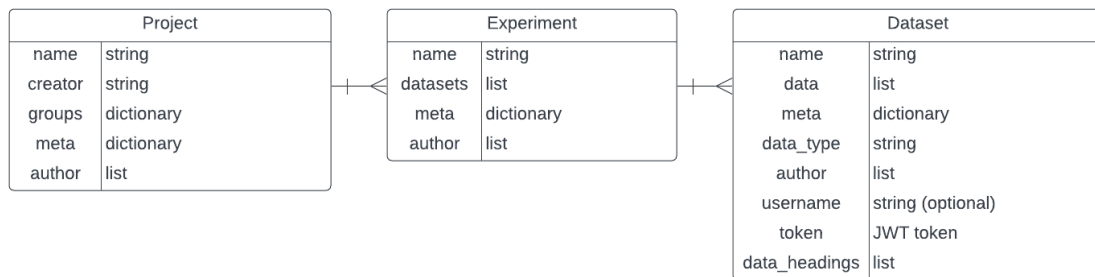 Project
name string
creator string
groups dictionary
meta dictionary
author list
Experiment
name string
datasets list
meta dictionary
author list
Dataset
name string
data list
meta dictionary
data_type string
author list
username string (optional)
token JWT token
data_headings list